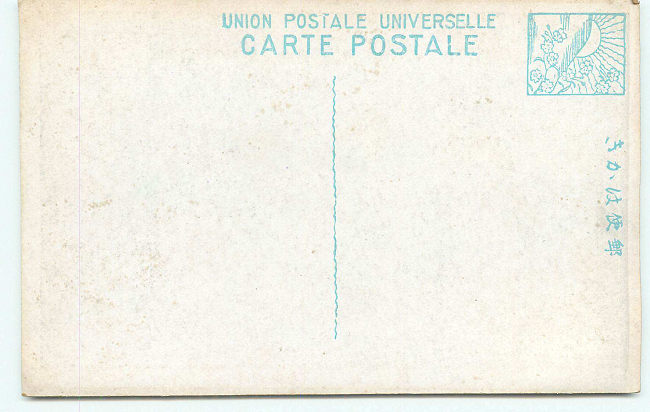 UNION POSTALE UNIVERSELLE
CARTE POSTALE
郵便はかき